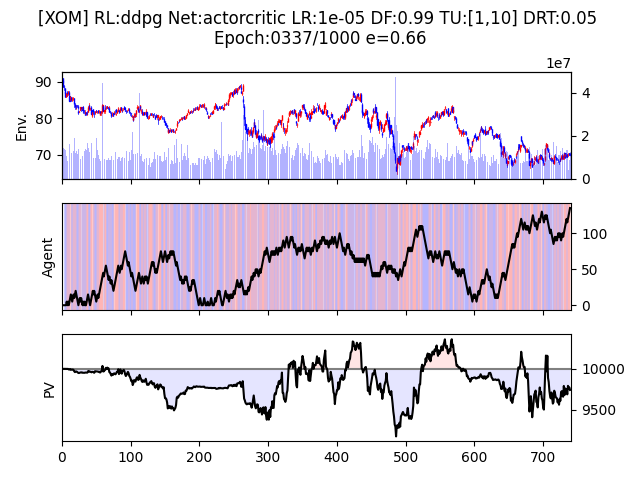 [XOM] RL:ddpg Net:actorcritic LR:1e-05 DF:0.99 TU:[1,10] DRT:0.05
Epoch:0337/1000 e=0.66
1e7
90
80
70
Env.
4
2
0
Agent
100
50
0
PV
10000
9500
0 100 200 300 400 500 600 700